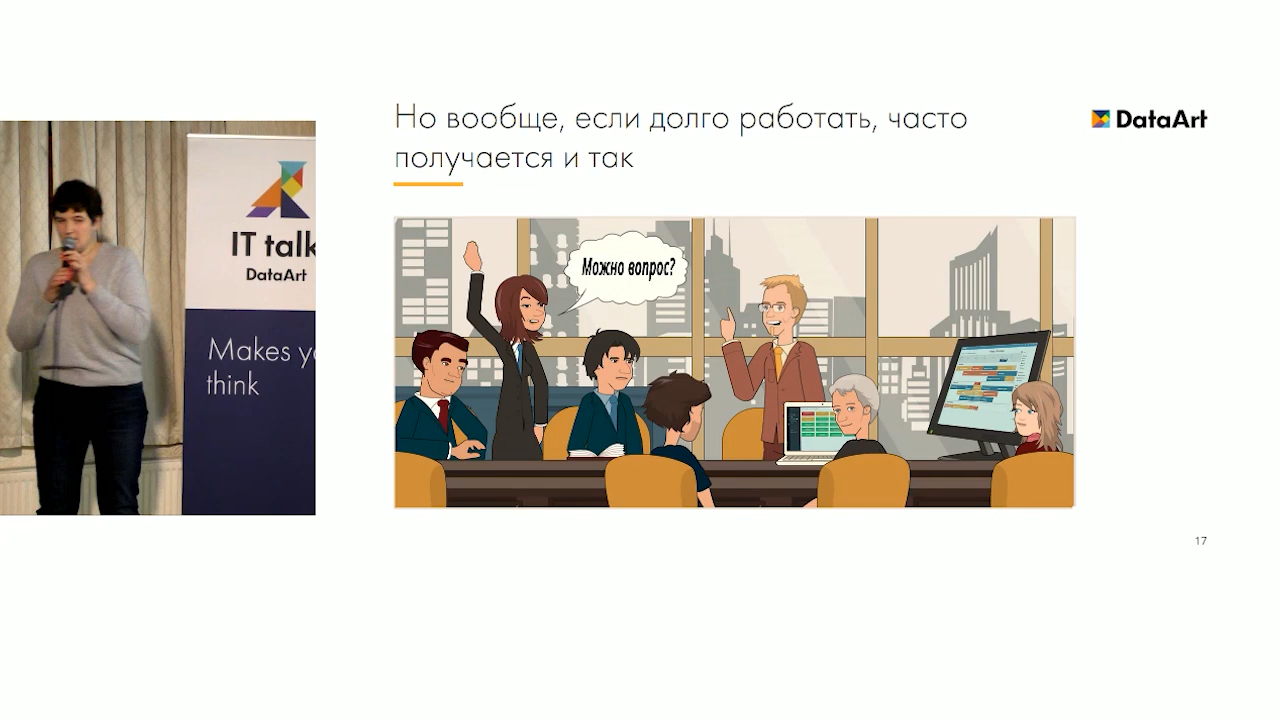 Но вообще, если долго работать, часто
получается и так
DataArt
IT talk
DataArt
Makes yo
think
Можно вопрос?
17